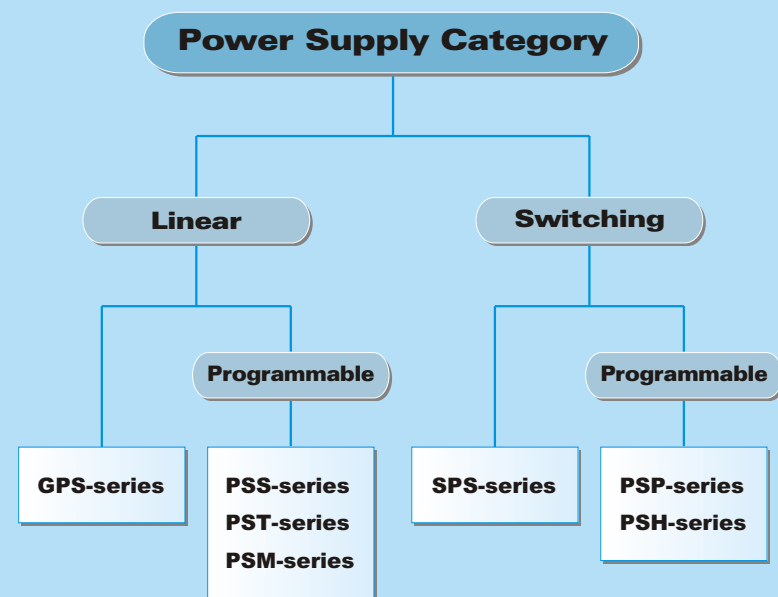 Power Supply Category
Linear
Switching
Programmable
Programmable
GPS-series
PSS-series
PST-series
PSM-series
SPS-series
PSP-series
PSH-series